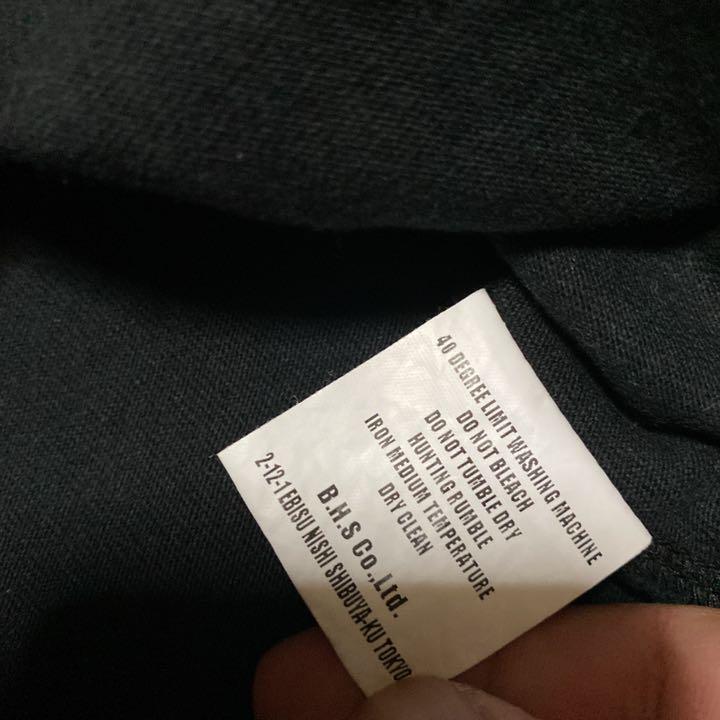 40 DEGREE LIMIT WASHING MACHINE
DO NOT BLEACH
DO NOT TUMBLE DRY
HUNTING RUMBLE
IRON MEDIUM TEMPERATURE
DRY CLEAN
B.H.S Co.,Ltd.
2-12-1 EBISU NISHI SHIBUYA-KU TOKYO